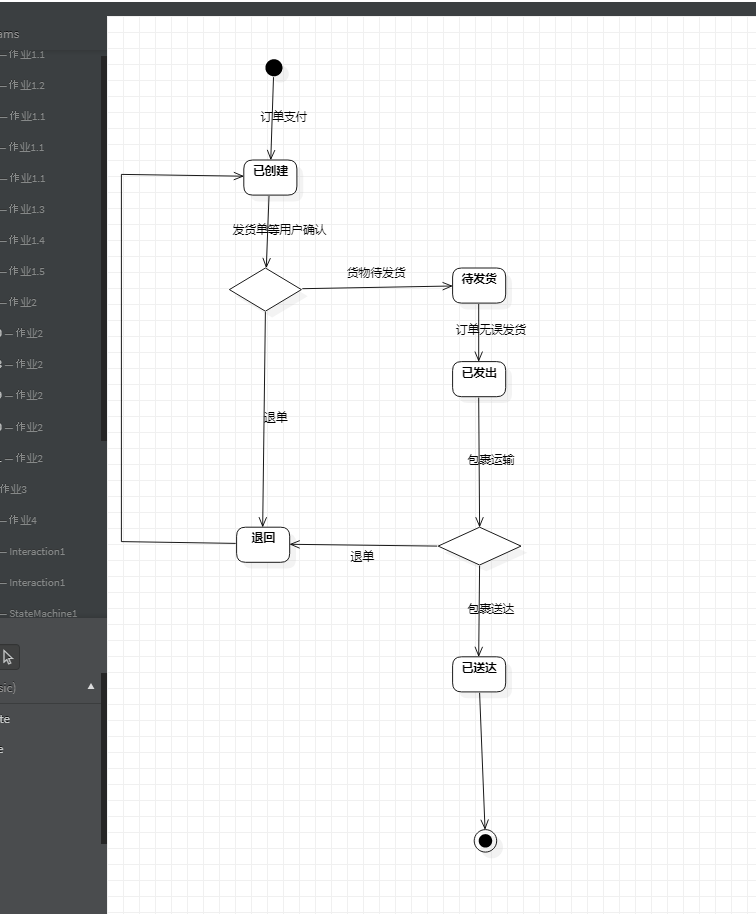 ams
— 作业1.1
— 作业1.2
— 作业1.1
— 作业1.1
— 作业1.1
— 作业1.3
— 作业1.4
— 作业1.5
— 作业2
— 作业2
— 作业2
— 作业2
— 作业2
— 作业2
作业3
— 作业4
— Interaction1
— Interaction1
— StateMachine1
sic)
te
e
订单支付
已创建
发货单等用户确认
货物待发货
待发货
订单无误发货
已发出
退单
包裹运输
退回
退单
包裹送达
已送达